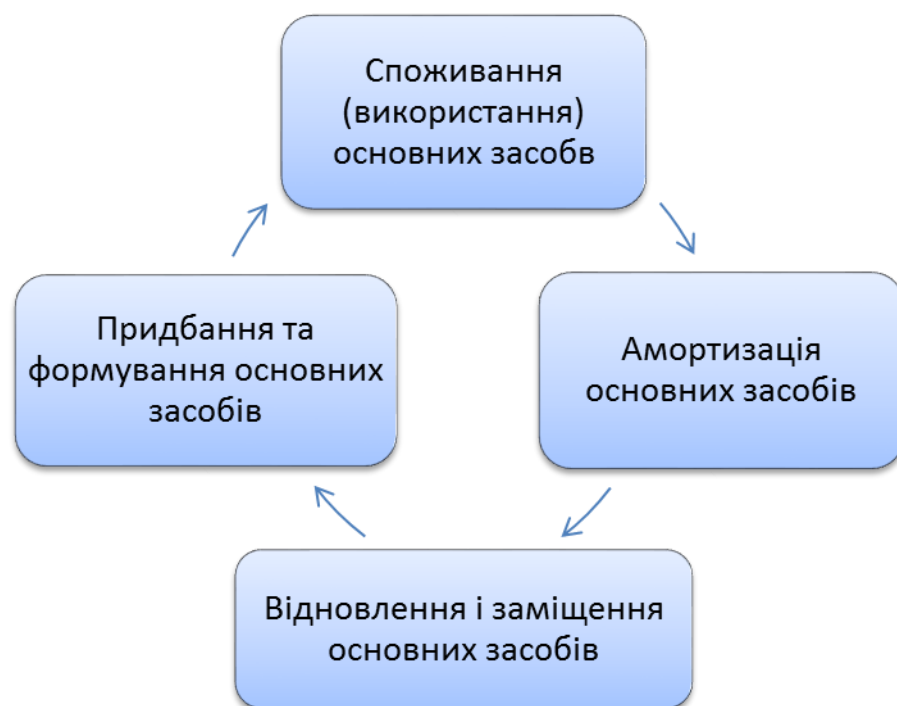 Споживання
(використання)
основних засобв
Придбання та
формування основних
засобів
Амортизація
основних засобів
Відновлення і заміщення
основних засобів